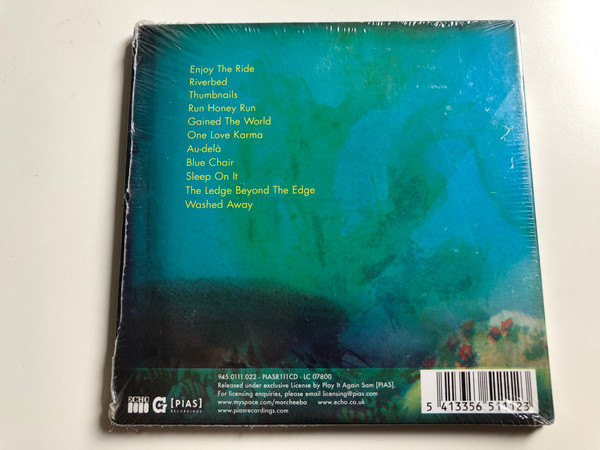 Enjoy The Ride
Riverbed
Thumbnails
Run Honey Run
Gained The World
One Love Karma
Au-delà
Blue Chair
Sleep On It
The Ledge Beyond The Edge
Washed Away
945.0111.022 - PIASR111CD - LC 07800
Released under exclusive License by Play It Again Sam [PIAS].
For licensing enquiries, please email licensing@pias.com
www.myspace.com/morcheeba www.echo.co.uk
www.piasrecordings.com
ECHO
[PIAS]
RECORDINGS
5 413356 511123